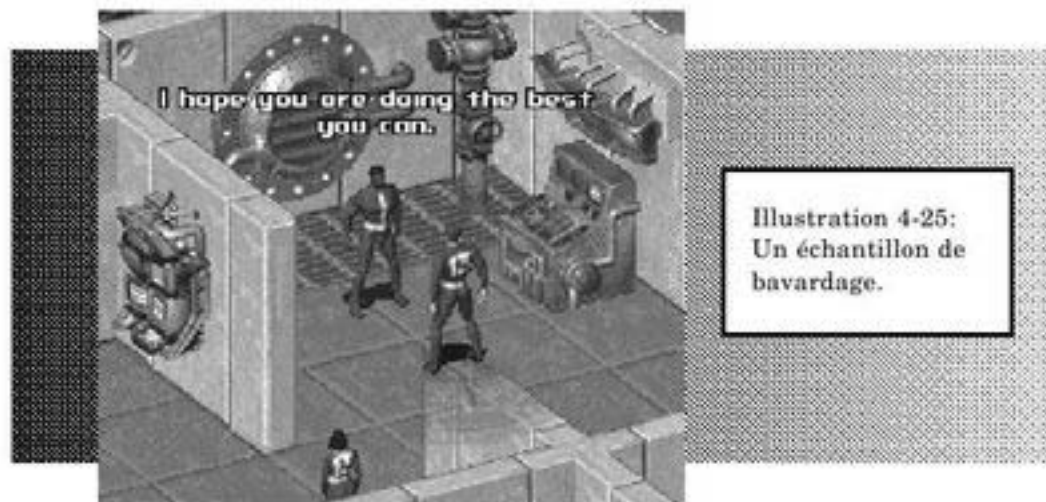 I hope you are doing the best
you can.
Illustration 4-25:
Un échantillon de
bavardage.